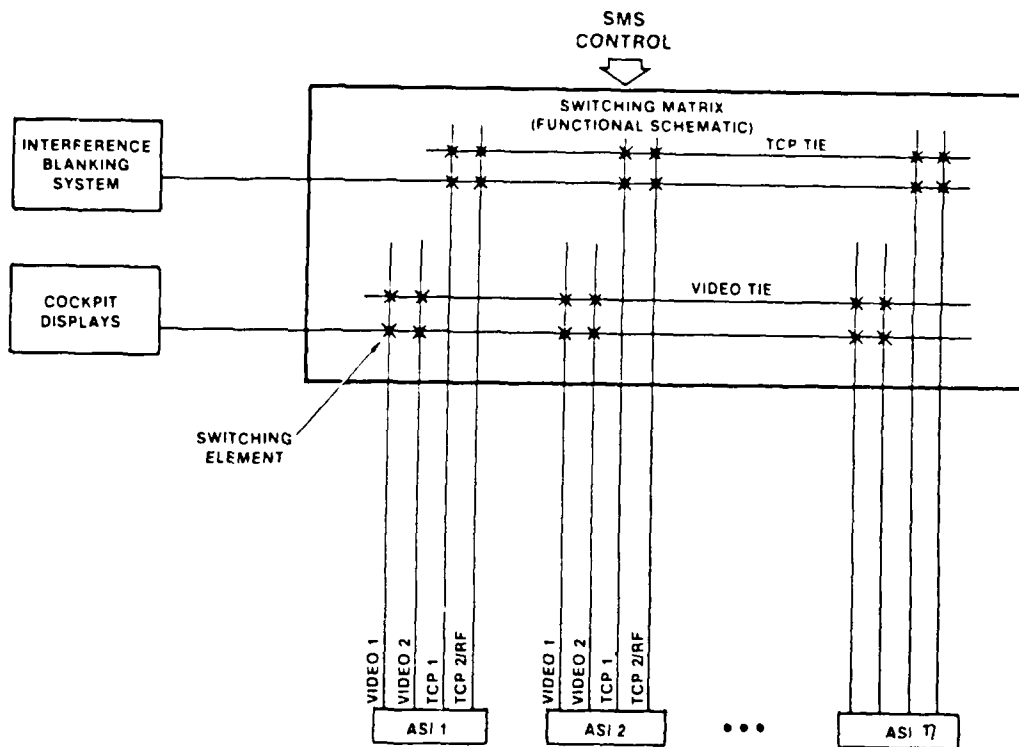 SMS
CONTROL
SWITCHING MATRIX
(FUNCTIONAL SCHEMATIC)
TCP TIE
INTERFERENCE
BLANKING
SYSTEM
VIDEO TIE
COCKPIT
DISPLAYS
SWITCHING
ELEMENT
VIDEO 1
VIDEO 2
TCP 1
TCP 2/RF
VIDEO 1
VIDEO 2
TCP 1
TCP 2/RF
ASI 1
ASI 2
•••
ASI η